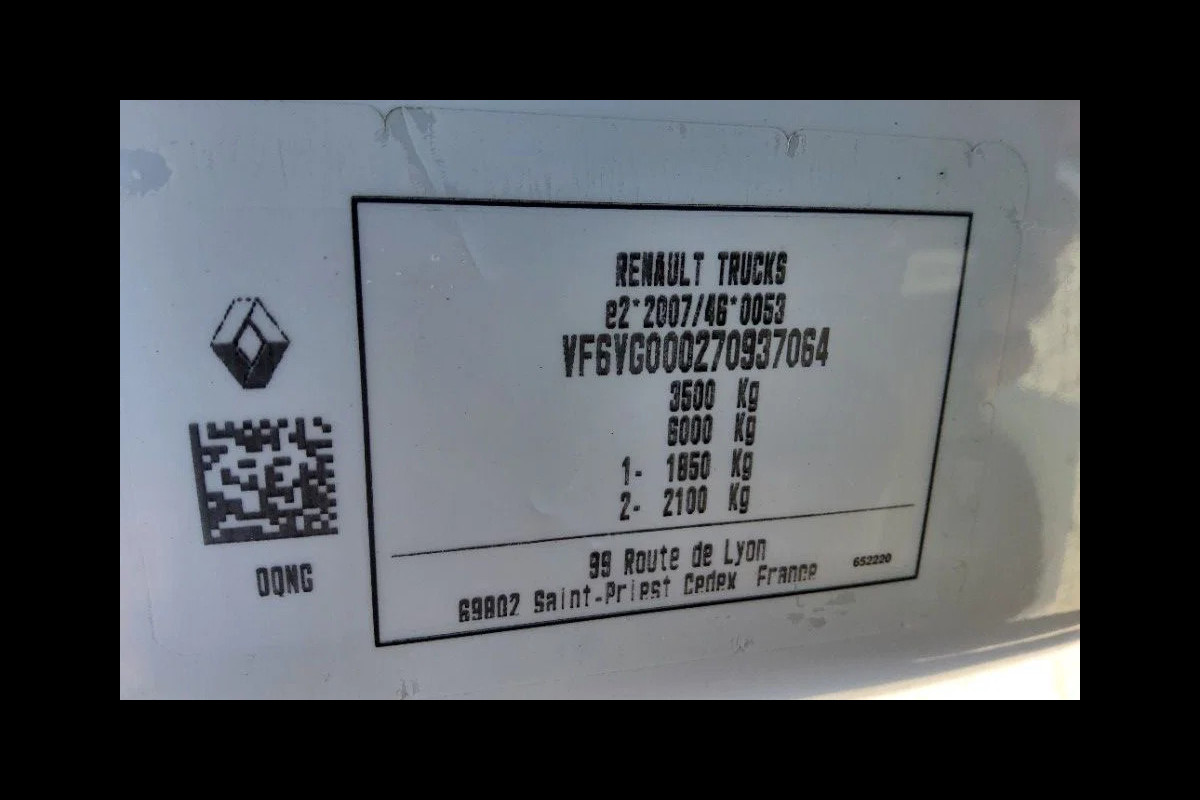 RENAULT TRUCKS
e2*2007/46*0053
VF6VG000270937064
3500 Kg
6000 Kg
1- 1850 Kg
2- 2100 Kg
99 Route de Lyon
69802 Saint-Priest Cedex France
652220
OQNG